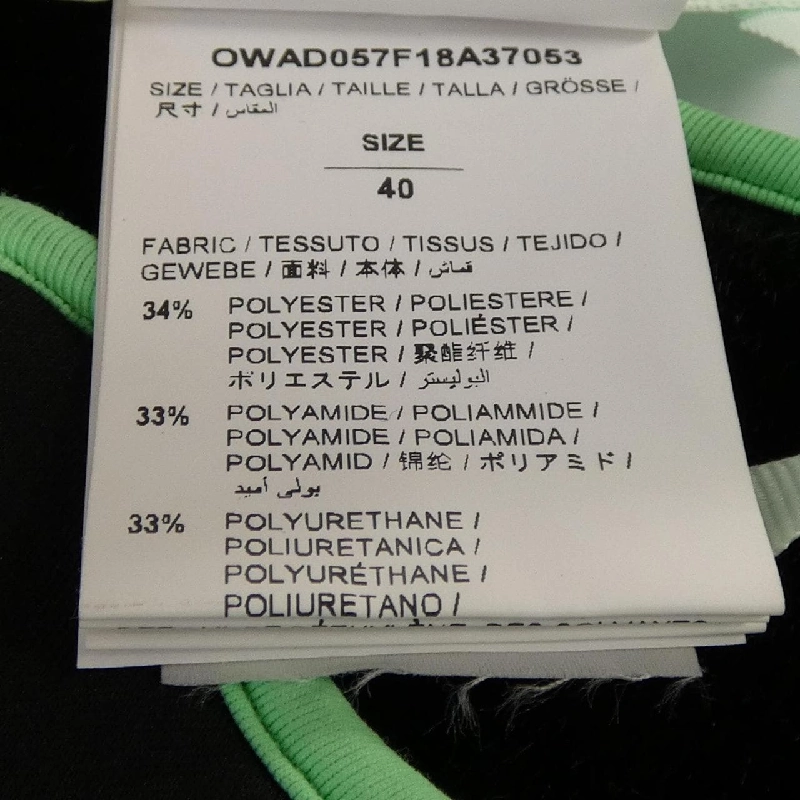 OWAD057F18A37053
SIZE / TAGLIA / TAILLE / TALLA / GRÖSSE /
尺寸 / المقاس
SIZE
40
FABRIC / TESSUTO / TISSUS / TEJIDO /
GEWEBE / 面料 / 本体 / قماش
34% POLYESTER / POLIESTERE /
POLYESTER / POLIÉSTER /
POLYESTER / 聚酯纤维 /
ポリエステル / البوليستر
33% POLYAMIDE / POLIAMMIDE /
POLYAMIDE / POLIAMIDA /
POLYAMID / 锦纶 / ポリアミド /
بولي أميد
33% POLYURETHANE /
POLIURETANICA /
POLYURÉTHANE /
POLIURETANO /